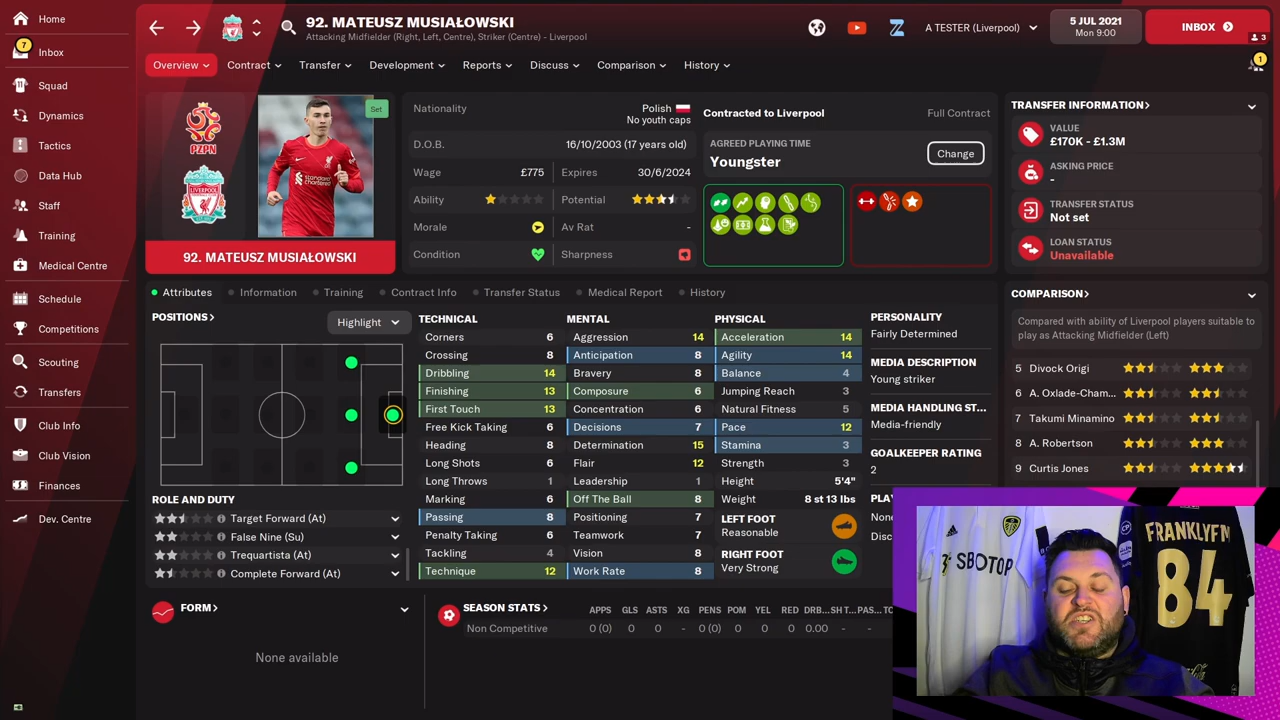 Home
7
Inbox
Squad
Dynamics
Tactics
Data Hub
Staff
Training
Medical Centre
Schedule
Competitions
Scouting
Transfers
Club Info
Club Vision
Finances
Dev. Centre
92. MATEUSZ MUSIAŁOWSKI
Attacking Midfielder (Right, Left, Centre), Striker (Centre) - Liverpool
A TESTER (Liverpool)
5 JUL 2021
Mon 9:00
INBOX
3
Overview
Contract
Transfer
Development
Reports
Discuss
Comparison
History
1
PZPN
Set
92. MATEUSZ MUSIAŁOWSKI
Nationality Polish
No youth caps
D.O.B. 16/10/2003 (17 years old)
Wage £775 Expires 30/6/2024
Ability Potential
Morale Av Rat -
Condition Sharpness
Contracted to Liverpool Full Contract
AGREED PLAYING TIME
Youngster
Change
TRANSFER INFORMATION>
VALUE
£170K - £1.3M
ASKING PRICE
-
TRANSFER STATUS
Not set
LOAN STATUS
Unavailable
Attributes Information Training Contract Info Transfer Status Medical Report History
POSITIONS>
Highlight
TECHNICAL
Corners 6
Crossing 8
Dribbling 14
Finishing 13
First Touch 13
Free Kick Taking 6
Heading 8
Long Shots 6
Long Throws 1
Marking 6
Passing 8
Penalty Taking 6
Tackling 4
Technique 12
MENTAL
Aggression 14
Anticipation 8
Bravery 8
Composure 6
Concentration 6
Decisions 7
Determination 15
Flair 12
Leadership 1
Off The Ball 8
Positioning 7
Teamwork 7
Vision 8
Work Rate 8
PHYSICAL
Acceleration 14
Agility 14
Balance 4
Jumping Reach 3
Natural Fitness 5
Pace 12
Stamina 3
Strength 3
Height 5'4"
Weight 8 st 13 lbs
LEFT FOOT
Reasonable
RIGHT FOOT
Very Strong
PERSONALITY
Fairly Determined
MEDIA DESCRIPTION
Young striker
MEDIA HANDLING ST...
Media-friendly
GOALKEEPER RATING
2
PLAY
None
Disc
COMPARISON>
Compared with ability of Liverpool players suitable to
play as Attacking Midfielder (Left)
5 Divock Origi
6 A. Oxlade-Cham...
7 Takumi Minamino
8 A. Robertson
9 Curtis Jones
ROLE AND DUTY
Target Forward (At)
False Nine (Su)
Trequartista (At)
Complete Forward (At)
FORM>
None available
SEASON STATS>
APPS GLS ASTS XG PENS POM YEL RED DRB... SH T... PAS... TC
Non Competitive 0 (0) 0 0 - 0 (0) 0 0 0 0.00 - -
SBOTOP
FRANKLYFM
84